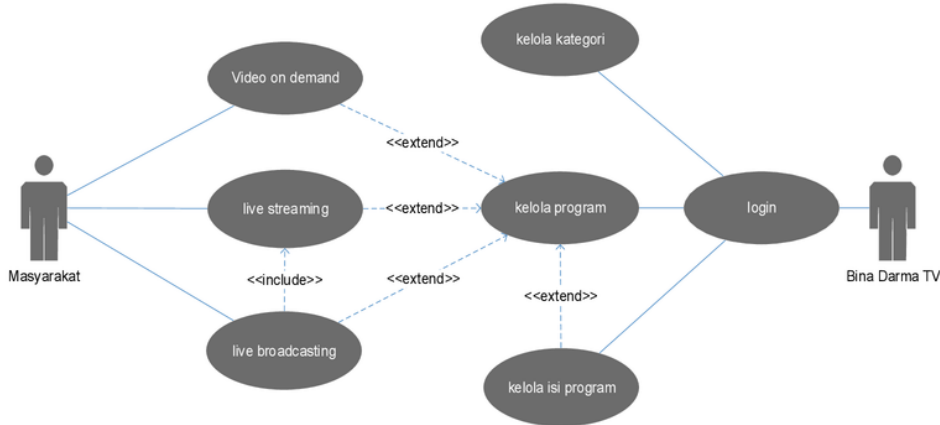 kelola kategori
Video on demand
<<extend>>
live streaming
<<extend>>
kelola program
login
Masyarakat
<<include>>
<<extend>>
<<extend>>
Bina Darma TV
live broadcasting
kelola isi program